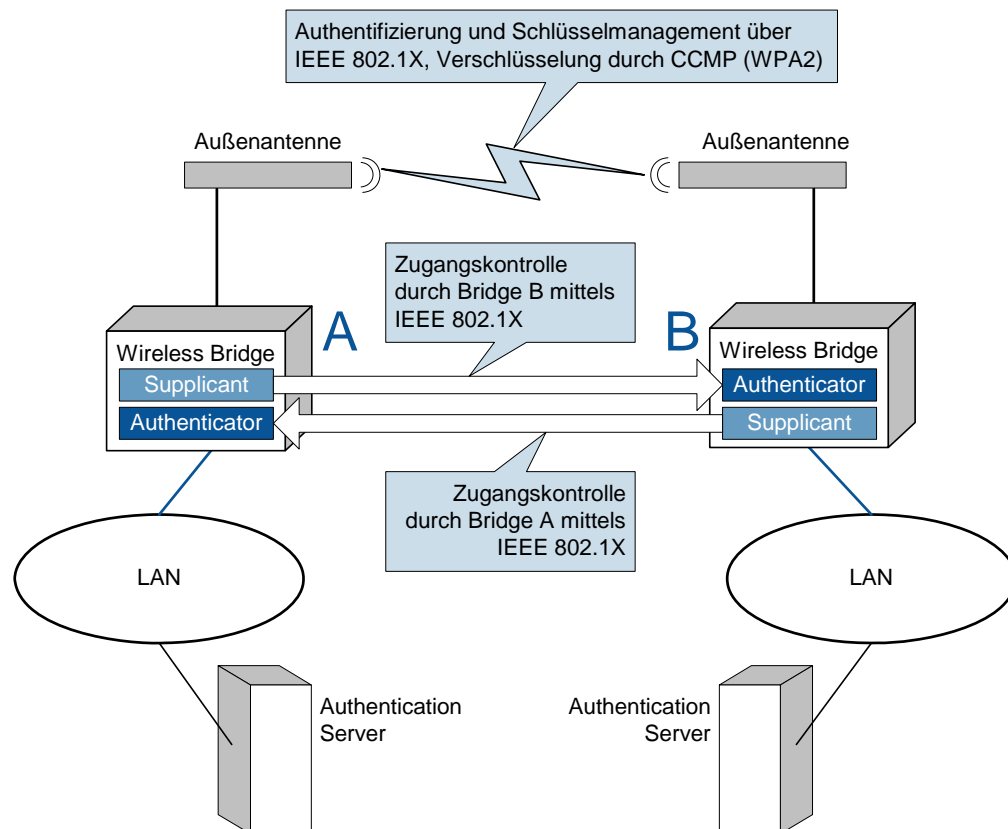 Authentifizierung und Schlüsselmanagement über
IEEE 802.1X, Verschlüsselung durch CCMP (WPA2)
Außenantenne
Außenantenne
Zugangskontrolle
durch Bridge B mittels
IEEE 802.1X
A
B
Wireless Bridge
Supplicant
Authenticator
Wireless Bridge
Authenticator
Supplicant
Zugangskontrolle
durch Bridge A mittels
IEEE 802.1X
LAN
LAN
Authentication
Server
Authentication
Server